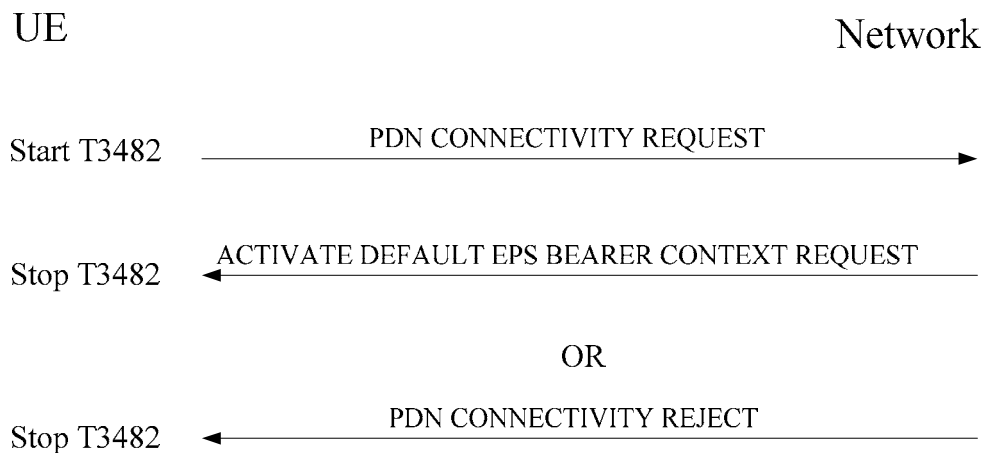 UE
Network
Start T3482
PDN CONNECTIVITY REQUEST
Stop T3482
ACTIVATE DEFAULT EPS BEARER CONTEXT REQUEST
OR
Stop T3482
PDN CONNECTIVITY REJECT